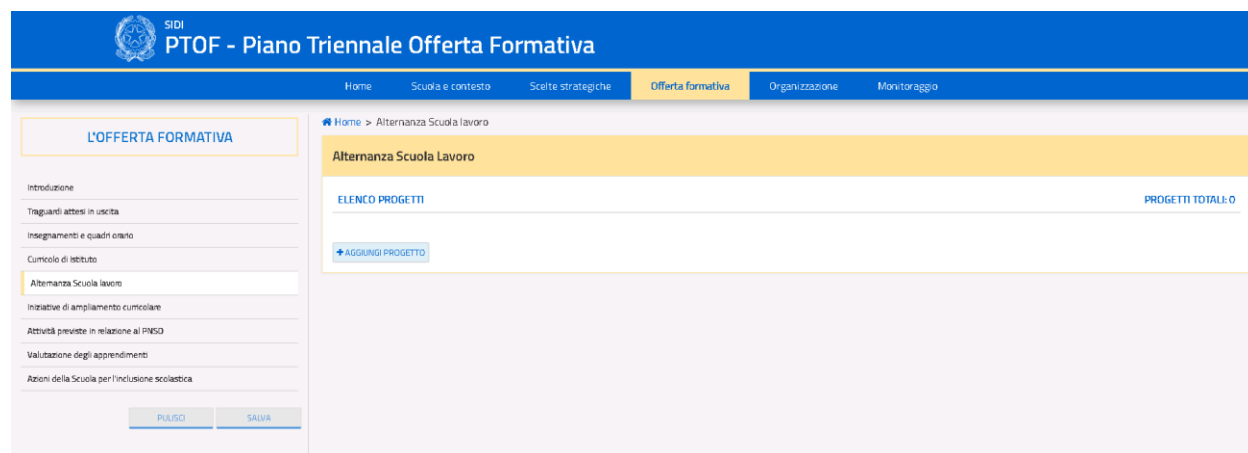 SIDI
PTOF - Piano Triennale Offerta Formativa
Home Scuola e contesto Scelte strategiche Offerta formativa Organizzazione Monitoraggio
L'OFFERTA FORMATIVA
Introduzione
Traguardi attesi in uscita
Insegnamenti e quadri orario
Curricolo di Istituto
Alternanza Scuola lavoro
Iniziative di ampliamento curricolare
Attività previste in relazione al PNSD
Valutazione degli apprendimenti
Azioni della Scuola per l'inclusione scolastica
PULISCI SALVA
Home > Alternanza Scuola lavoro
Alternanza Scuola Lavoro
ELENCO PROGETTI PROGETTI TOTALI: 0
+ AGGIUNGI PROGETTO